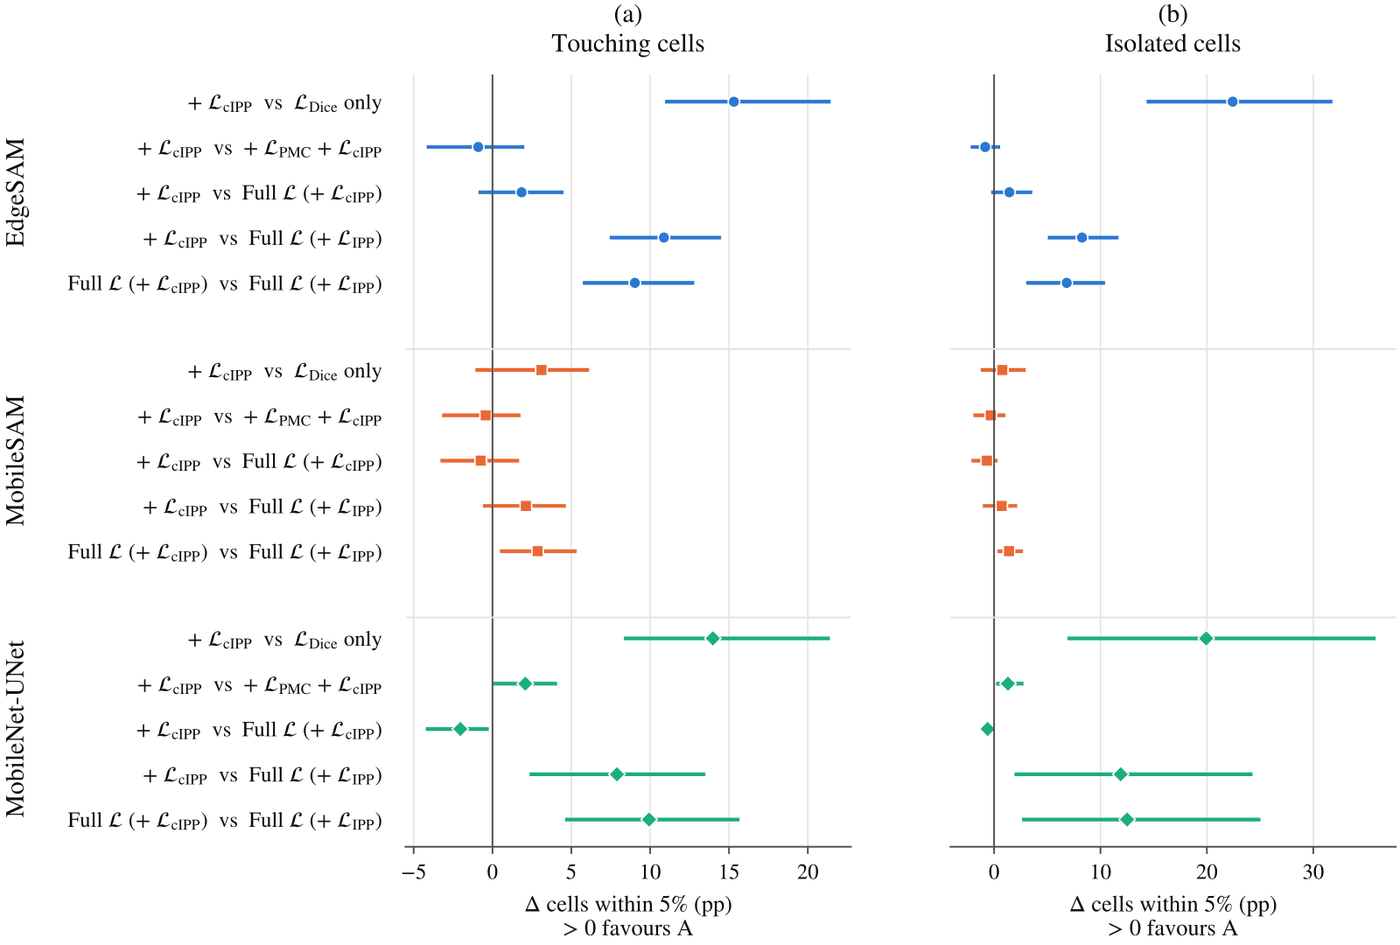 (a)
Touching cells
(b)
Isolated cells
EdgeSAM
+ ℒcIPP vs ℒDice only
+ ℒcIPP vs + ℒPMC + ℒcIPP
+ ℒcIPP vs Full ℒ (+ ℒcIPP)
+ ℒcIPP vs Full ℒ (+ ℒIPP)
Full ℒ (+ ℒcIPP) vs Full ℒ (+ ℒIPP)
MobileSAM
+ ℒcIPP vs ℒDice only
+ ℒcIPP vs + ℒPMC + ℒcIPP
+ ℒcIPP vs Full ℒ (+ ℒcIPP)
+ ℒcIPP vs Full ℒ (+ ℒIPP)
Full ℒ (+ ℒcIPP) vs Full ℒ (+ ℒIPP)
MobileNet-UNet
+ ℒcIPP vs ℒDice only
+ ℒcIPP vs + ℒPMC + ℒcIPP
+ ℒcIPP vs Full ℒ (+ ℒcIPP)
+ ℒcIPP vs Full ℒ (+ ℒIPP)
Full ℒ (+ ℒcIPP) vs Full ℒ (+ ℒIPP)
−5 0 5 10 15 20
Δ cells within 5% (pp)
> 0 favours A
0 10 20 30
Δ cells within 5% (pp)
> 0 favours A